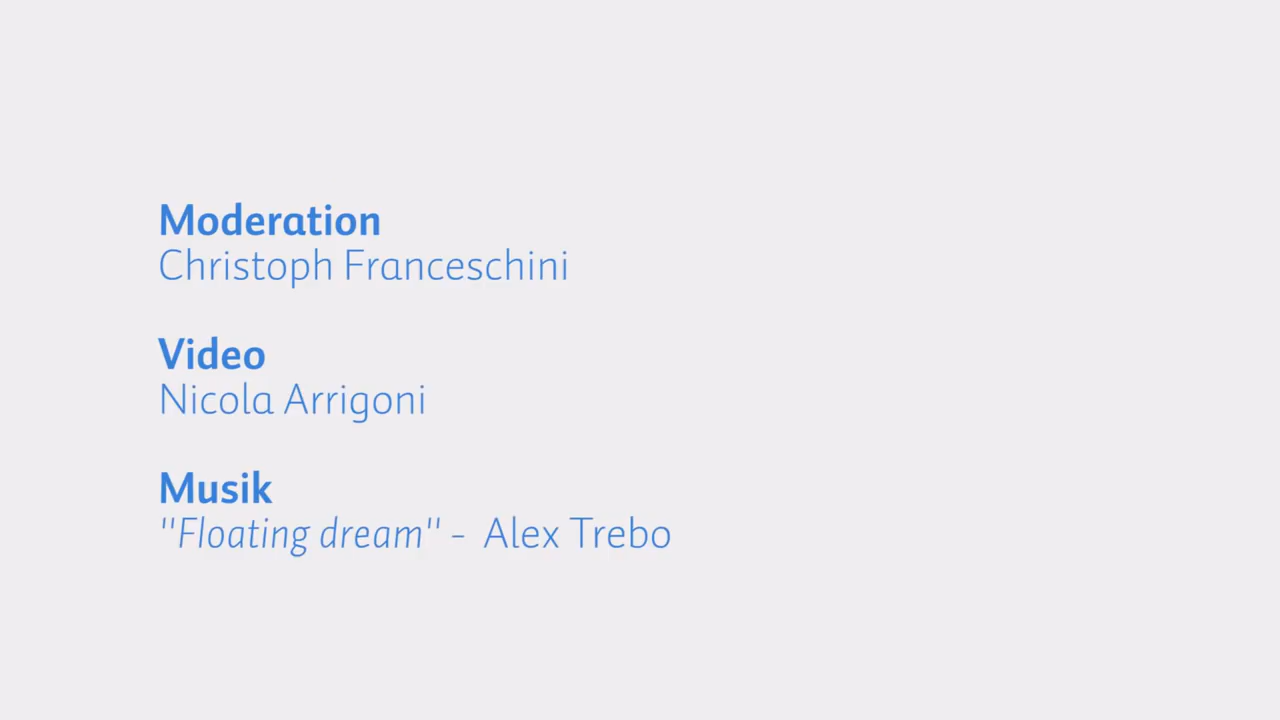 Moderation
Christoph Franceschini
Video
Nicola Arrigoni
Musik
"Floating dream" - Alex Trebo